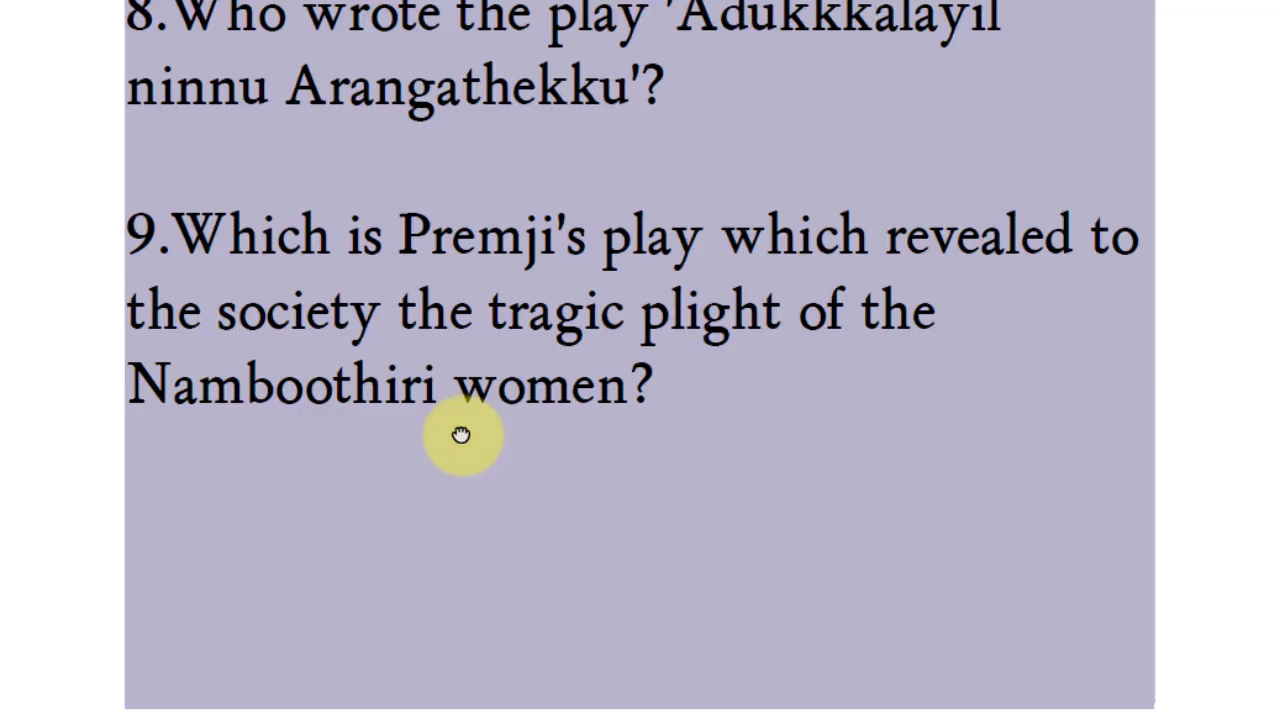 8.Who wrote the play 'Adukkkalayil
ninnu Arangathekku'?
9.Which is Premji's play which revealed to
the society the tragic plight of the
Namboothiri women?